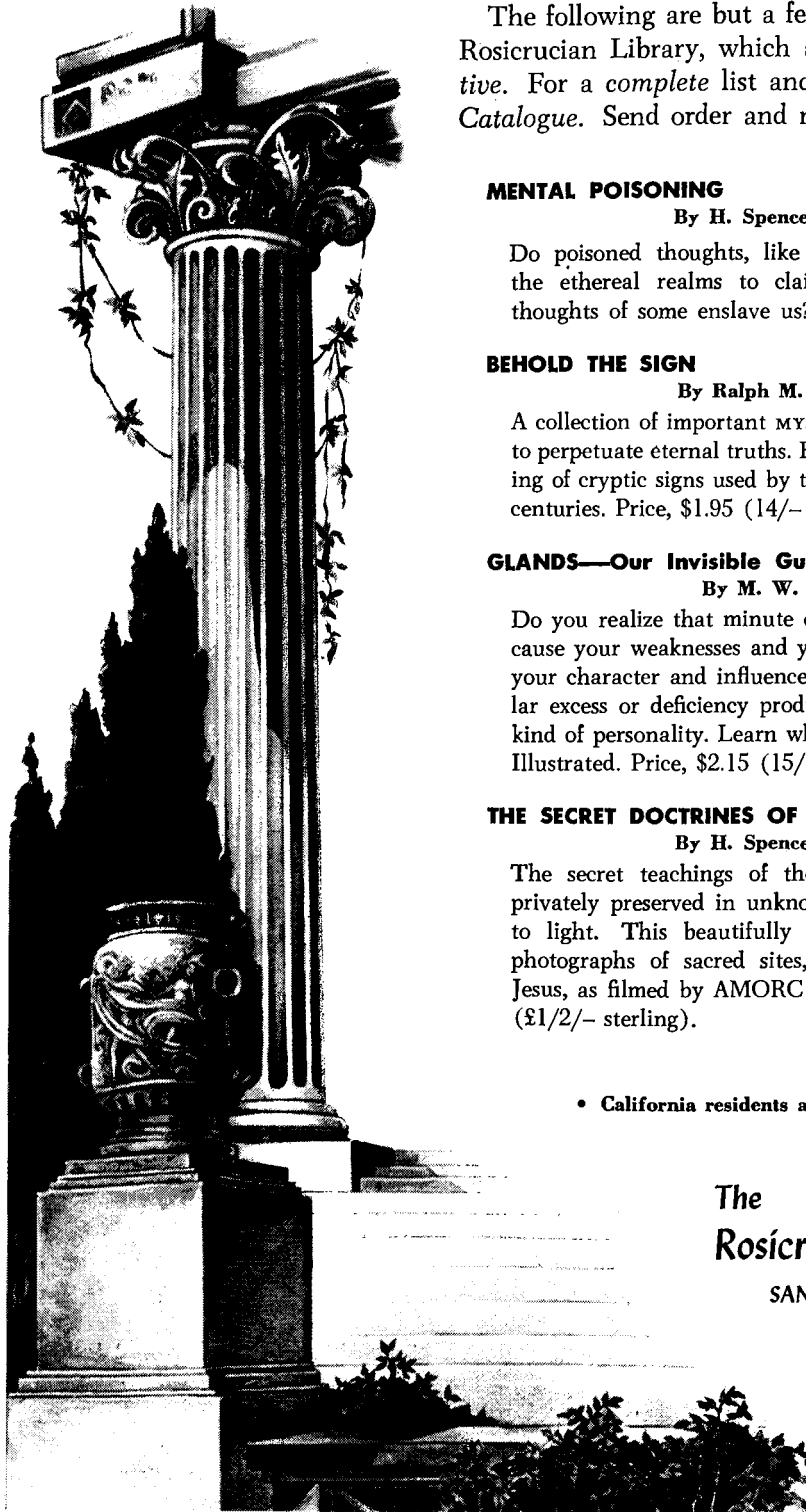 The following are but a fe
Rosicrucian Library, which a
tive. For a complete list and
Catalogue. Send order and r
MENTAL POISONING
By H. Spence
Do poisoned thoughts, like
the ethereal realms to clai
thoughts of some enslave us?
BEHOLD THE SIGN
By Ralph M.
A collection of important MY
to perpetuate eternal truths. E
ing of cryptic signs used by t
centuries. Price, $1.95 (14/–
GLANDS—Our Invisible Gu
By M. W.
Do you realize that minute
cause your weaknesses and y
your character and influence
lar excess or deficiency prod
kind of personality. Learn wh
Illustrated. Price, $2.15 (15/
THE SECRET DOCTRINES OF
By H. Spence
The secret teachings of th
privately preserved in unkno
to light. This beautifully
photographs of sacred sites,
Jesus, as filmed by AMORC
(£1/2/– sterling).
• California residents a
The
Rosicr
SAN